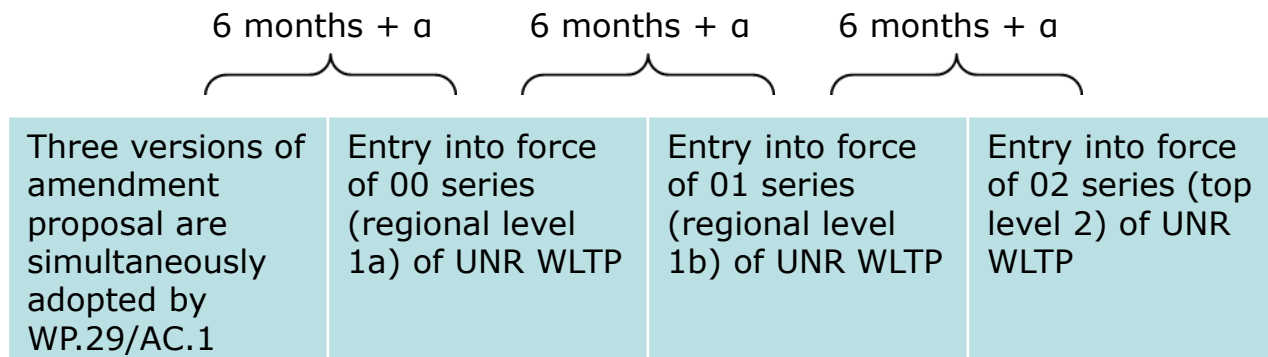 6 months + α
6 months + α
6 months + α
Three versions of
amendment
proposal are
simultaneously
adopted by
WP.29/AC.1
Entry into force
of 00 series
(regional level
1a) of UNR WLTP
Entry into force
of 01 series
(regional level
1b) of UNR WLTP
Entry into force
of 02 series (top
level 2) of UNR
WLTP